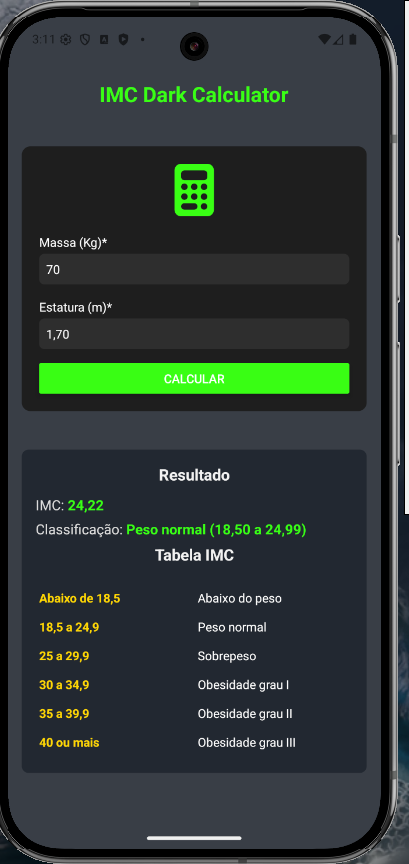 3:11
IMC Dark Calculator
Massa (Kg)*
70
Estatura (m)*
1,70
CALCULAR
Resultado
IMC: 24,22
Classificação: Peso normal (18,50 a 24,99)
Tabela IMC
Abaixo de 18,5 Abaixo do peso
18,5 a 24,9 Peso normal
25 a 29,9 Sobrepeso
30 a 34,9 Obesidade grau I
35 a 39,9 Obesidade grau II
40 ou mais Obesidade grau III